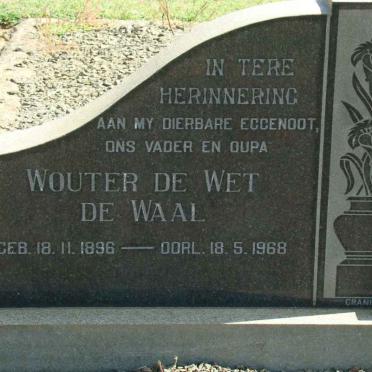 IN TERE
HERINNERING
AAN MY DIERBARE EGGENOOT,
ONS VADER EN OUPA
WOUTER DE WET
DE WAAL
GEB. 18.11.1896 — OORL. 18.5.1968